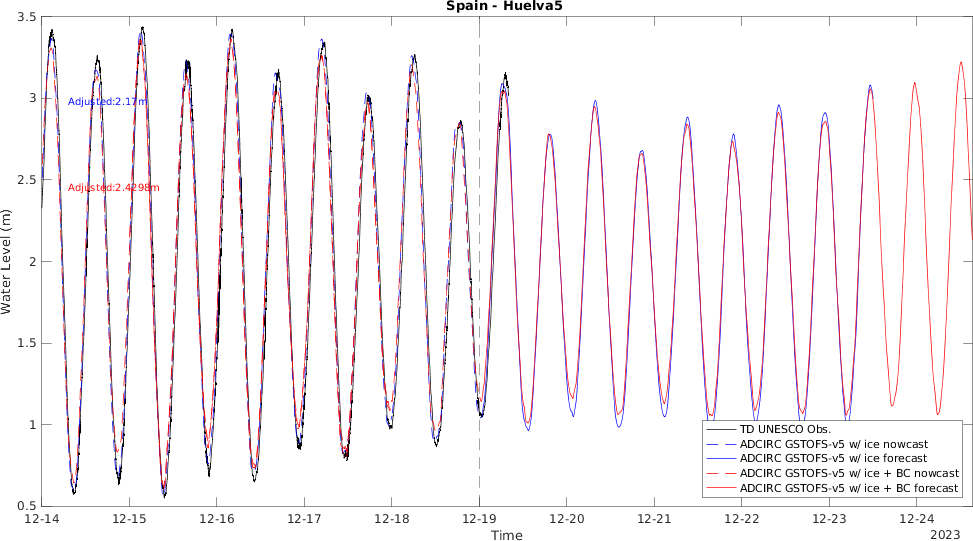 Spain - Huelva5
3.5
3
2.5
2
1.5
1
0.5
Water Level (m)
Adjusted:2.17m
Adjusted:2.4298m
TD UNESCO Obs.
ADCIRC GSTOFS-v5 w/ ice nowcast
ADCIRC GSTOFS-v5 w/ ice forecast
ADCIRC GSTOFS-v5 w/ ice + BC nowcast
ADCIRC GSTOFS-v5 w/ ice + BC forecast
12-14 12-15 12-16 12-17 12-18 12-19 12-20 12-21 12-22 12-23 12-24
Time
2023